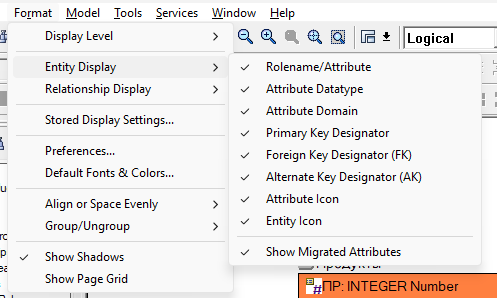 Format Model Tools Services Window Help
Display Level
Logical
Entity Display
Relationship Display
Stored Display Settings...
Preferences...
Default Fonts & Colors...
Align or Space Evenly
Group/Ungroup
Show Shadows
Show Page Grid
Rolename/Attribute
Attribute Datatype
Attribute Domain
Primary Key Designator
Foreign Key Designator (FK)
Alternate Key Designator (AK)
Attribute Icon
Entity Icon
Show Migrated Attributes
Продукты
#ПР: INTEGER Number